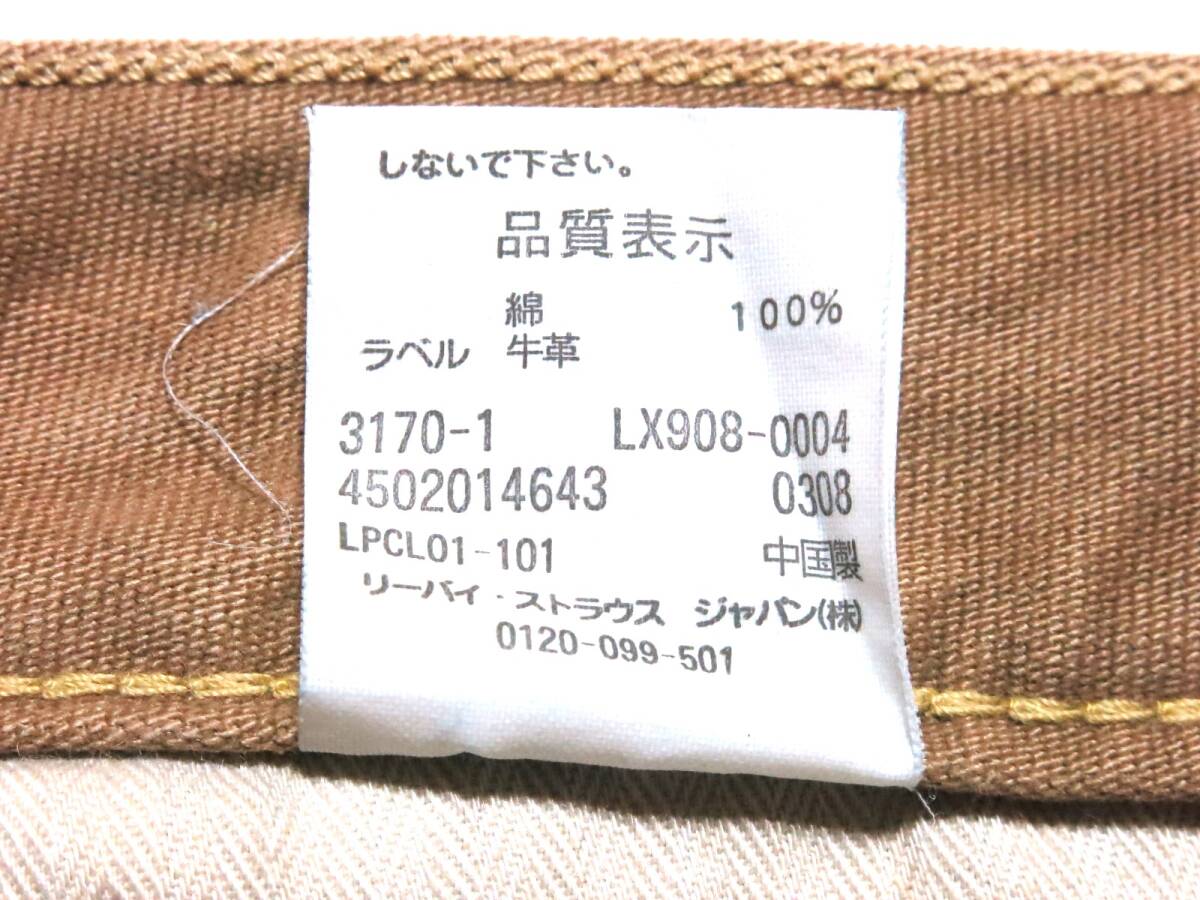 しないで下さい。
品質表示
綿 100%
ラベル 牛革
3170-1 LX908-0004
4502014643 0308
LPCL01-101 中国製
リーバイ・ストラウス ジャパン(株)
0120-099-501